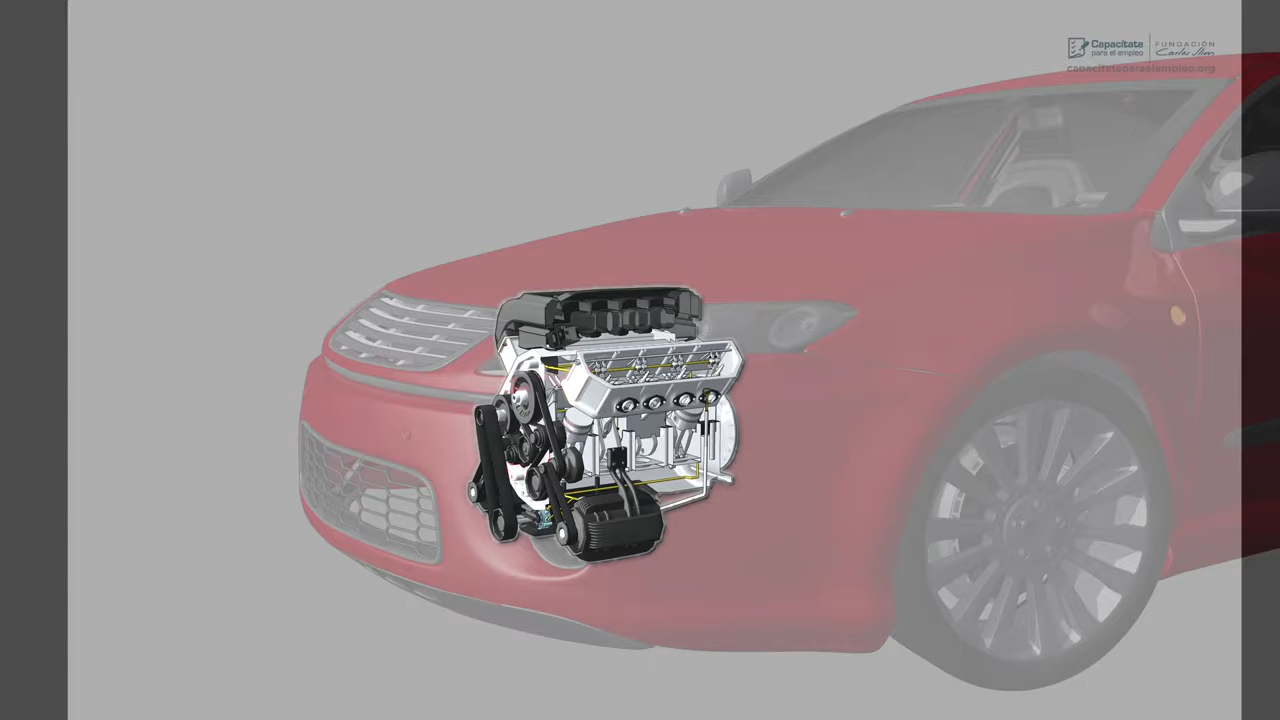 Capacítate
para el empleo
FUNDACIÓN
Carlos Slim
capacitateparaelempleo.org